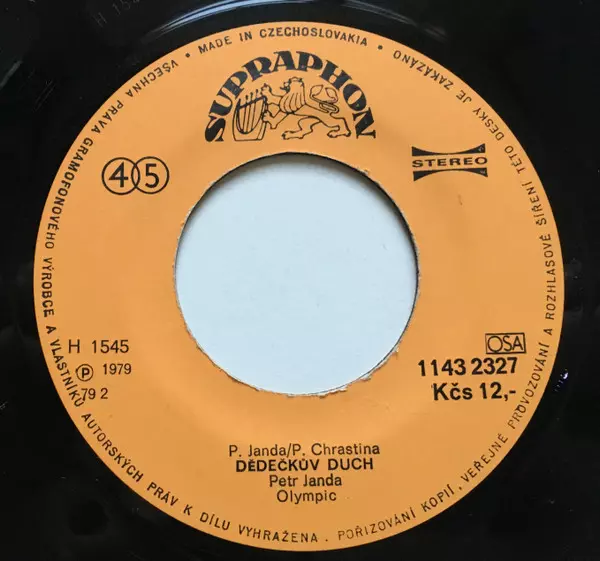 VŠECHNA PRÁVA GRAMOFONOVÉHO VÝROBCE A VLASTNÍKŮ AUTORSKÝCH PRÁV K DÍLU VYHRAŽENA. POŘIZOVÁNÍ KOPIÍ, VEŘEJNÉ PROVOZOVÁNÍ A ROZHLASOVÉ ŠÍŘENÍ TÉTO DESKY JE ZAKÁZÁNO • MADE IN CZECHOSLOVAKIA •
SUPRAPHON
45
STEREO
H 1545
Ⓟ 1979
79 2
OSA
1143 2327
Kčs 12,-
P. Janda/P. Chrastina
DĚDEČKŮV DUCH
Petr Janda
Olympic